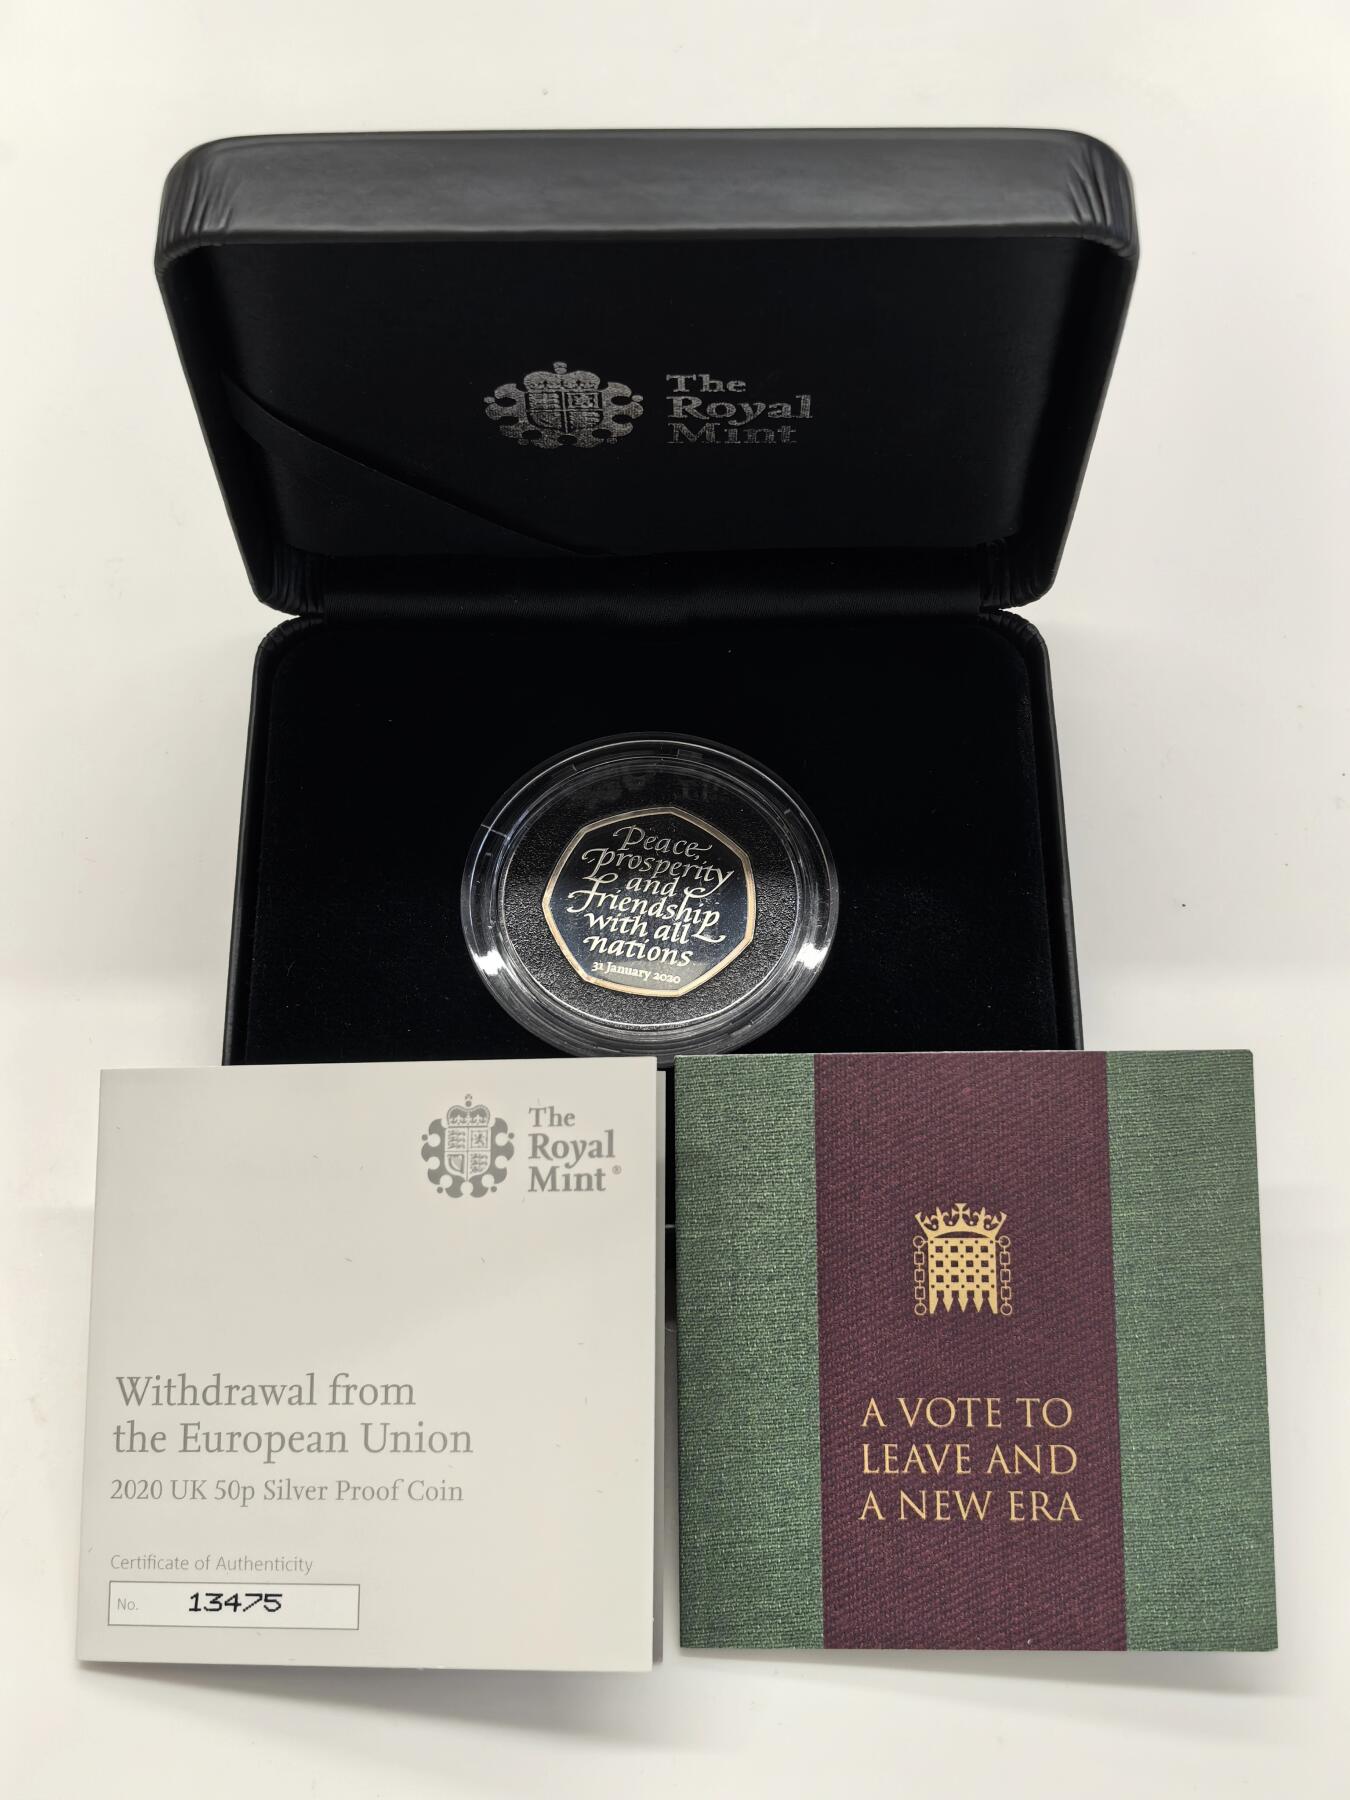 The
Royal
Mint
Peace,
prosperity
and
friendship
with all
nations
31 January 2020
The
Royal
Mint®
Withdrawal from
the European Union
2020 UK 50p Silver Proof Coin
Certificate of Authenticity
No. 13475
A VOTE TO
LEAVE AND
A NEW ERA